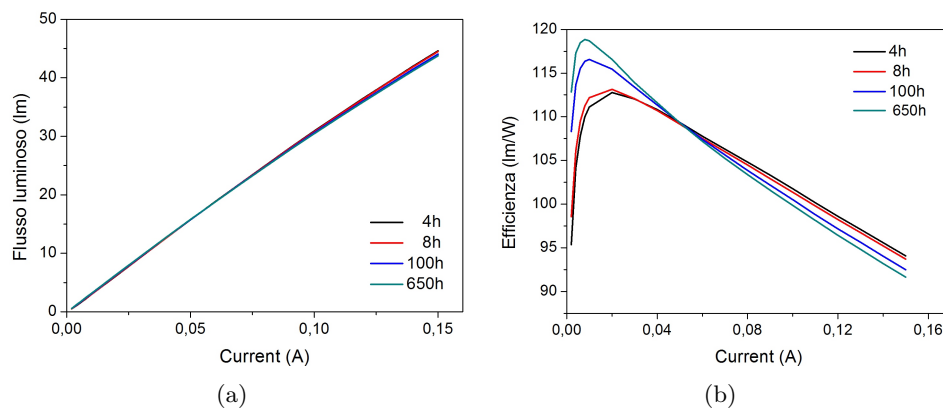 50
40
30
20
10
0
Flusso luminoso (lm)
4h
8h
100h
650h
0,00
0,05
0,10
0,15
Current (A)
(a)
120
115
110
105
100
95
90
Efficienza (lm/W)
4h
8h
100h
650h
0,00
0,04
0,08
0,12
0,16
Current (A)
(b)